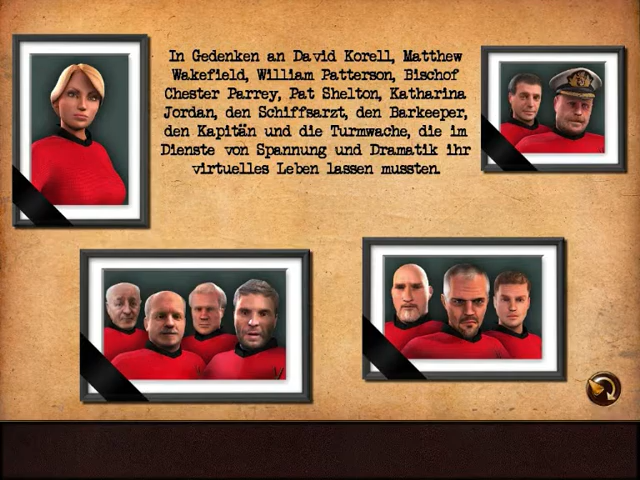 In Gedenken an David Korell, Matthew
Wakefield, William Patterson, Bischof
Chester Parrey, Pat Shelton, Katharina
Jordan, den Schiffsarzt, den Barkeeper,
den Kapitän und die Turmwache, die im
Dienste von Spannung und Dramatik ihr
virtuelles Leben lassen mussten.